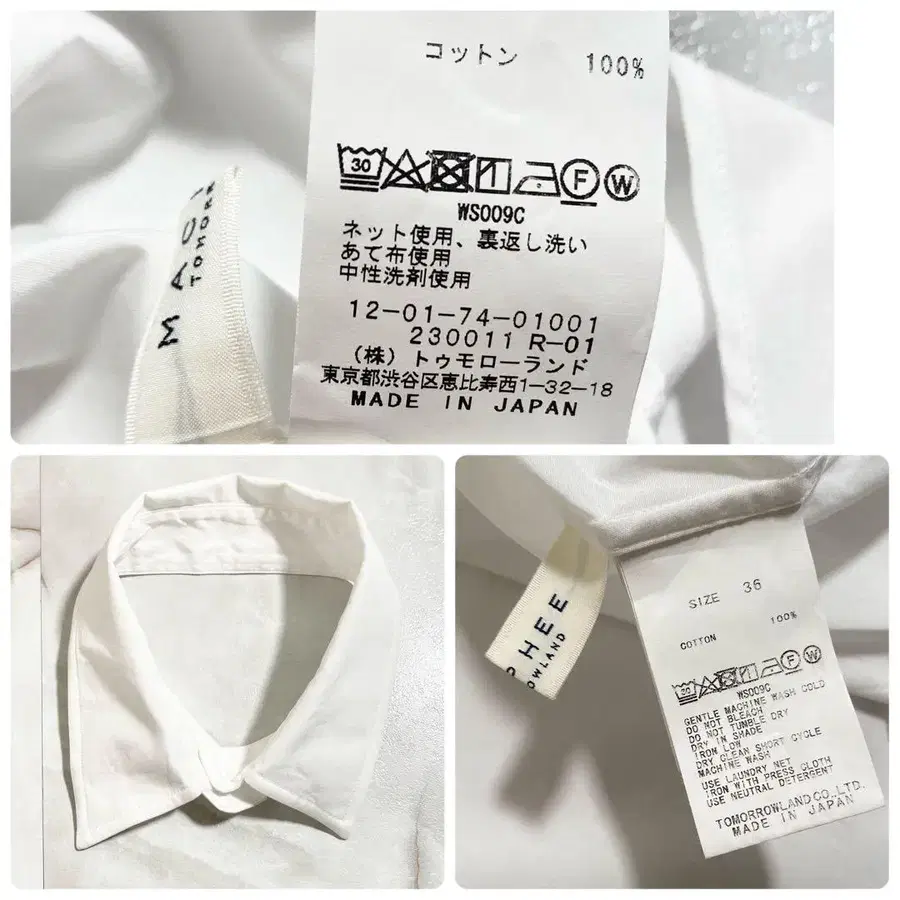 コットン 100%
30
F W
WS009C
ネット使用、裏返し洗い
あて布使用
中性洗剤使用
12-01-74-01001
230011 R-01
(株)トゥモローランド
東京都渋谷区恵比寿西1-32-18
MADE IN JAPAN
MAC
TOMOR
PHEE
ROWLAND
SIZE 36
COTTON 100%
30
F W
WS009C
GENTLE MACHINE WASH COLD
DO NOT BLEACH
DO NOT TUMBLE DRY
DRY IN SHADE
IRON LOW
DRY CLEAN SHORT CYCLE
MACHINE WASH
USE LAUNDRY NET
IRON WITH PRESS CLOTH
USE NEUTRAL DETERGENT
TOMORROWLAND CO.,LTD.
MADE IN JAPAN